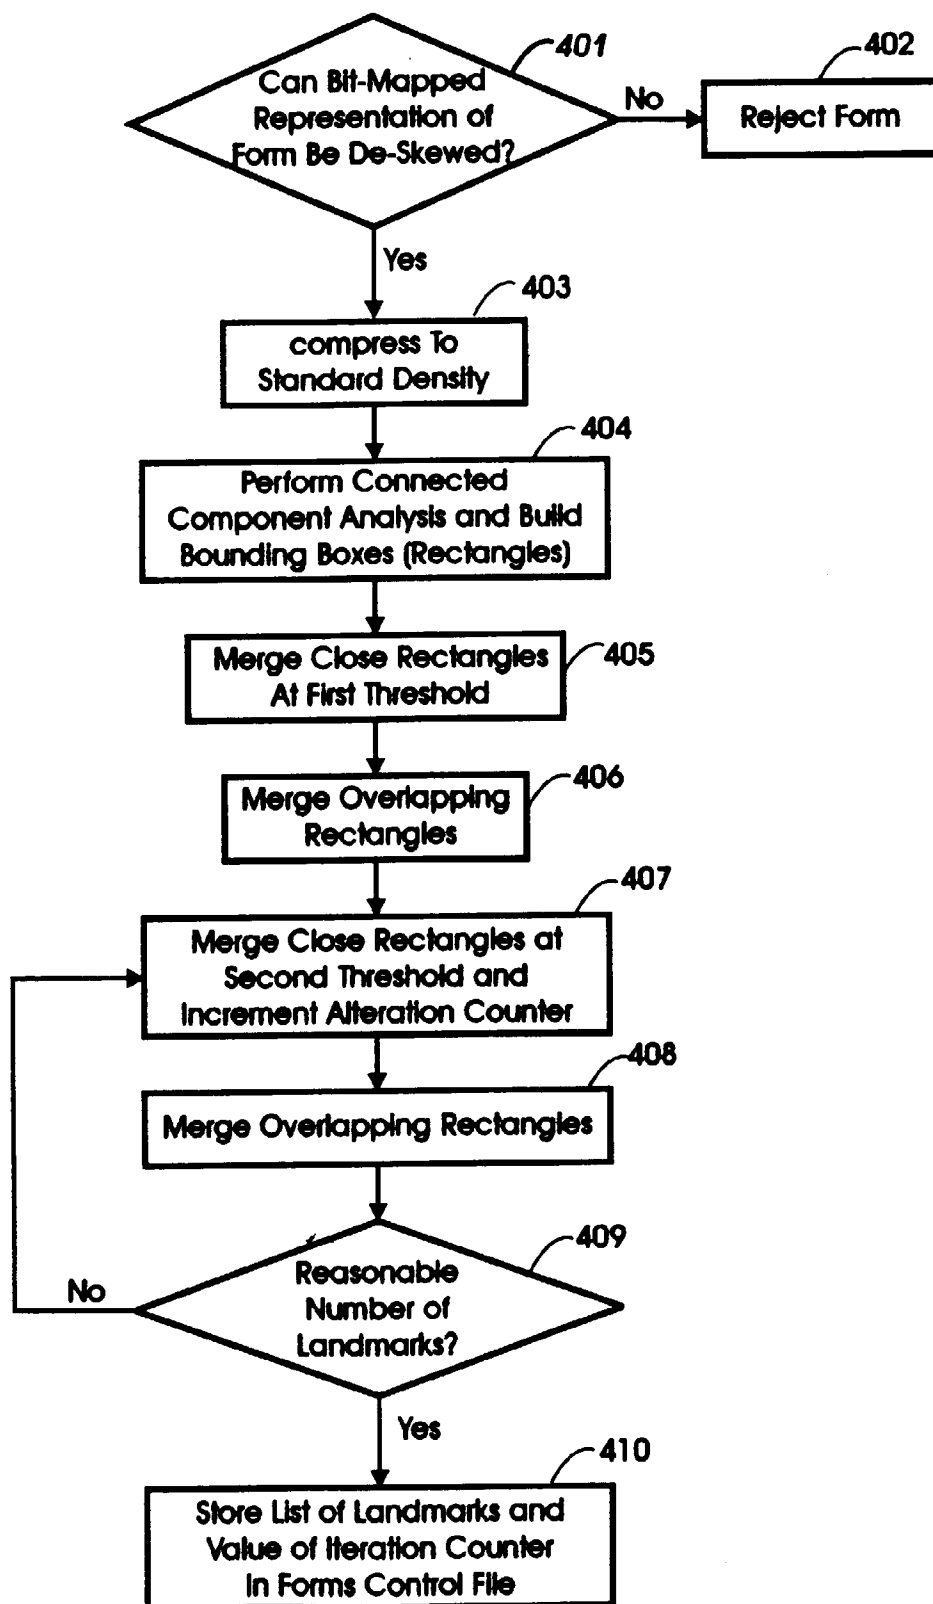 401
Can Bit-Mapped
Representation of
Form Be De-Skewed?
No
402
Reject Form
Yes
403
compress To
Standard Density
404
Perform Connected
Component Analysis and Build
Bounding Boxes (Rectangles)
405
Merge Close Rectangles
At First Threshold
406
Merge Overlapping
Rectangles
407
Merge Close Rectangles at
Second Threshold and
Increment Alteration Counter
408
Merge Overlapping Rectangles
409
Reasonable
Number of
Landmarks?
No
Yes
410
Store List of Landmarks and
Value of Iteration Counter
In Forms Control File